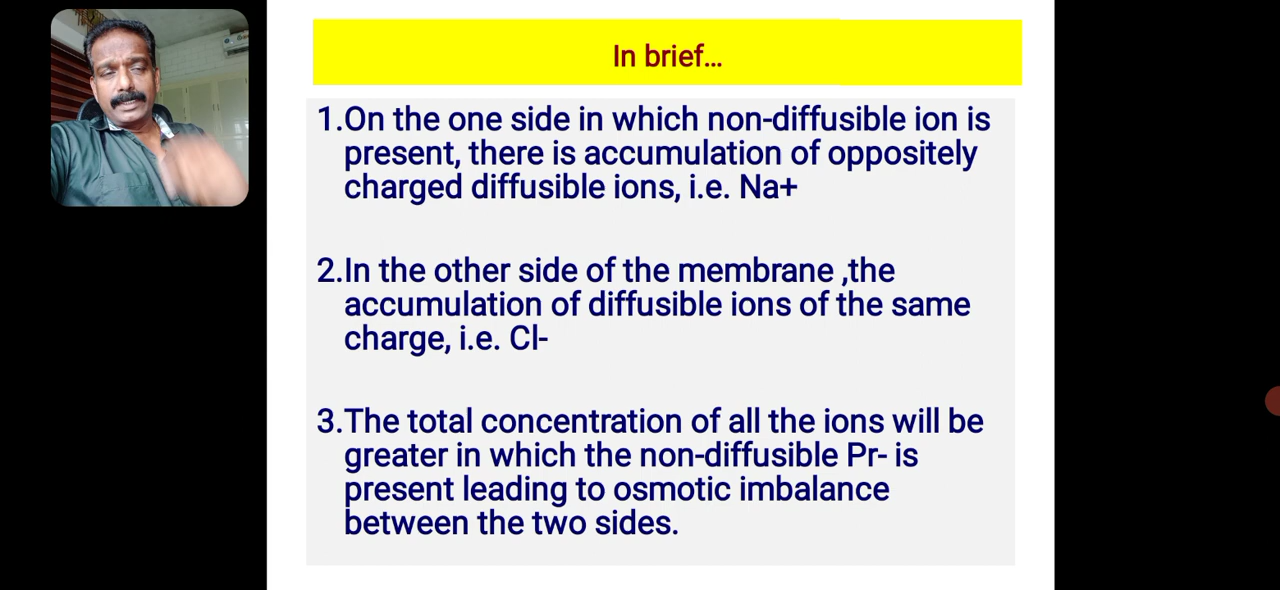 In brief...
1.On the one side in which non-diffusible ion is
present, there is accumulation of oppositely
charged diffusible ions, i.e. Na+
2.In the other side of the membrane ,the
accumulation of diffusible ions of the same
charge, i.e. Cl-
3.The total concentration of all the ions will be
greater in which the non-diffusible Pr- is
present leading to osmotic imbalance
between the two sides.